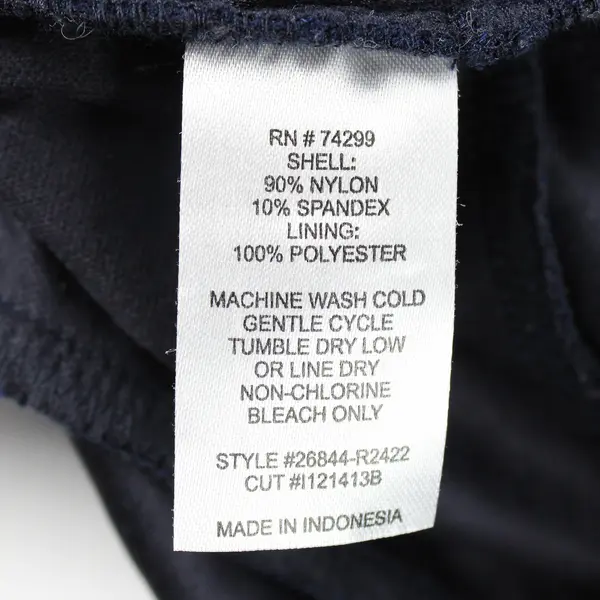 RN # 74299
SHELL:
90% NYLON
10% SPANDEX
LINING:
100% POLYESTER
MACHINE WASH COLD
GENTLE CYCLE
TUMBLE DRY LOW
OR LINE DRY
NON-CHLORINE
BLEACH ONLY
STYLE #26844-R2422
CUT #I121413B
MADE IN INDONESIA